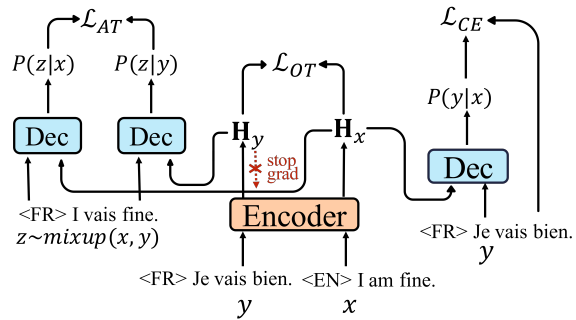 ℒ_AT
ℒ_CE
P(z|x) P(z|y)
ℒ_OT
P(y|x)
Dec Dec
H_y H_x
Dec
stop
grad
<FR> I vais fine.
z~mixup(x, y)
Encoder
<FR> Je vais bien.
y
<FR> Je vais bien. <EN> I am fine.
y x